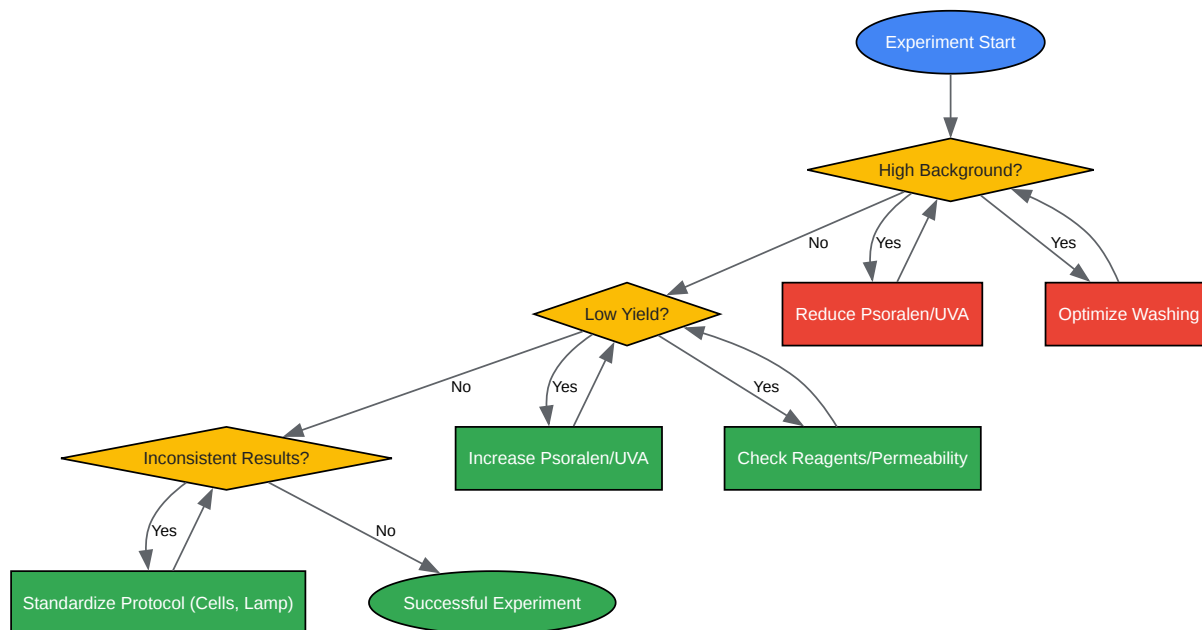 Experiment Start
High Background?
No
Yes
Yes
Low Yield?
Reduce Psoralen/UVA
Optimize Washing
No
Yes
Yes
Inconsistent Results?
Increase Psoralen/UVA
Check Reagents/Permeability
Yes
No
Standardize Protocol (Cells, Lamp)
Successful Experiment